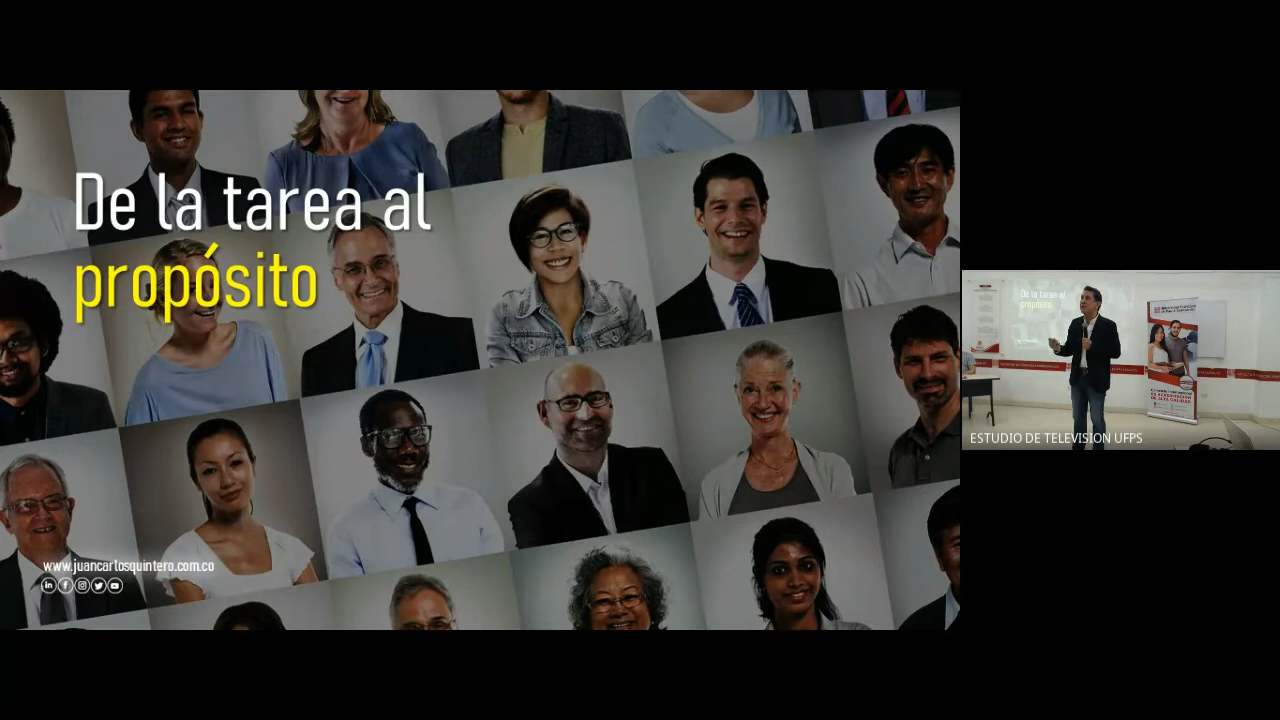 De la tarea al
propósito
www.juancarlosquintero.com.co
De la tarea al
propósito
ESTUDIO DE TELEVISION UFPS